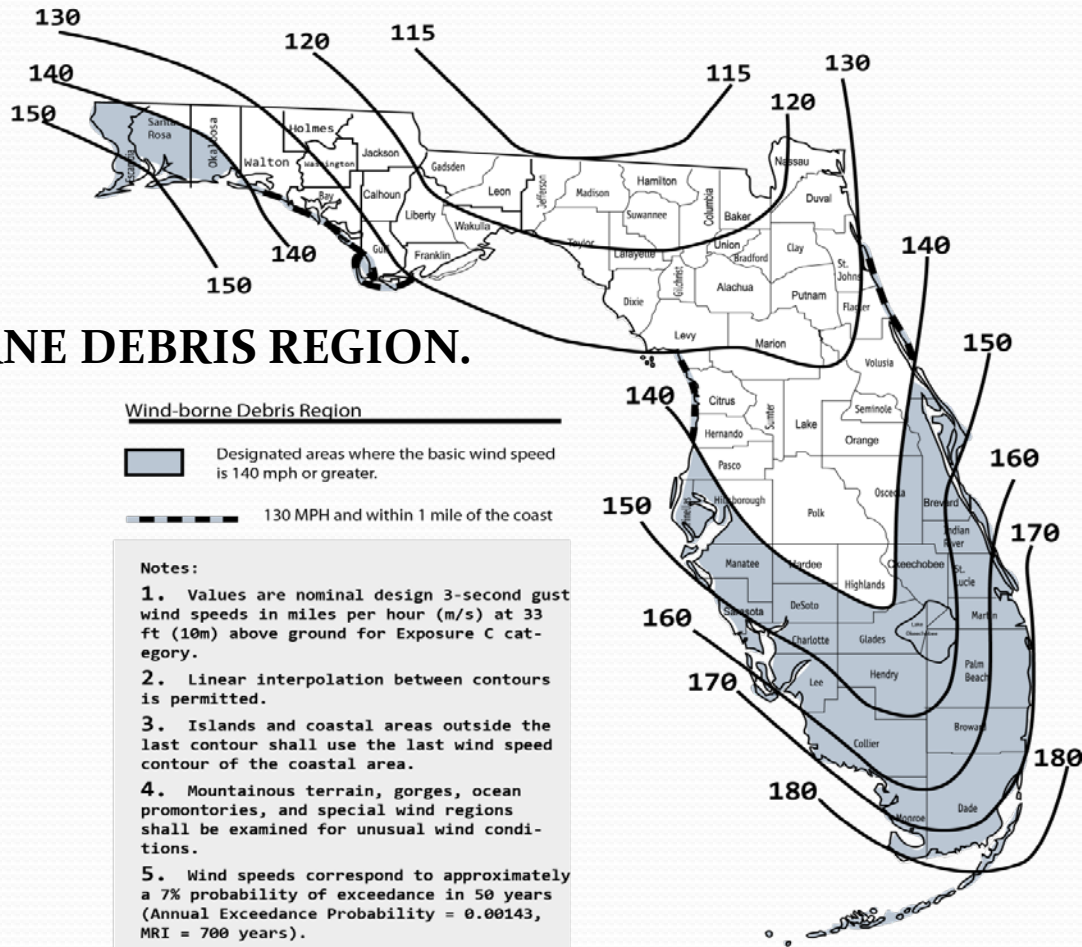 130
115
120
130
140
115
120
150
Santa
Rosa
Escambia
Okaloosa
Walton
Holmes
Washington
Jackson
Bay
Calhoun
Gulf
Liberty
Gadsden
Leon
Wakulla
Franklin
Jefferson
Madison
Taylor
Hamilton
Suwannee
Lafayette
Columbia
Baker
Nassau
Duval
Union
Bradford
Clay
St.
Johns
Dixie
Gilchrist
Alachua
Putnam
Flagler
Levy
Marion
Volusia
140
150
140
150
140
160
150
170
160
170
180
180
Citrus
Hernando
Pasco
Sumter
Lake
Seminole
Orange
Hillsborough
Pinellas
Polk
Osceola
Brevard
Indian
River
Manatee
Hardee
Highlands
Okeechobee
St.
Lucie
Sarasota
DeSoto
Martin
Charlotte
Glades
Lake
Okeechobee
Lee
Hendry
Palm
Beach
Collier
Broward
Monroe
Dade
RNE DEBRIS REGION.
Wind-borne Debris Region
Designated areas where the basic wind speed
is 140 mph or greater.
130 MPH and within 1 mile of the coast
Notes:
1. Values are nominal design 3-second gust
wind speeds in miles per hour (m/s) at 33
ft (10m) above ground for Exposure C cat-
egory.
2. Linear interpolation between contours
is permitted.
3. Islands and coastal areas outside the
last contour shall use the last wind speed
contour of the coastal area.
4. Mountainous terrain, gorges, ocean
promontories, and special wind regions
shall be examined for unusual wind condi-
tions.
5. Wind speeds correspond to approximately
a 7% probability of exceedance in 50 years
(Annual Exceedance Probability = 0.00143,
MRI = 700 years).